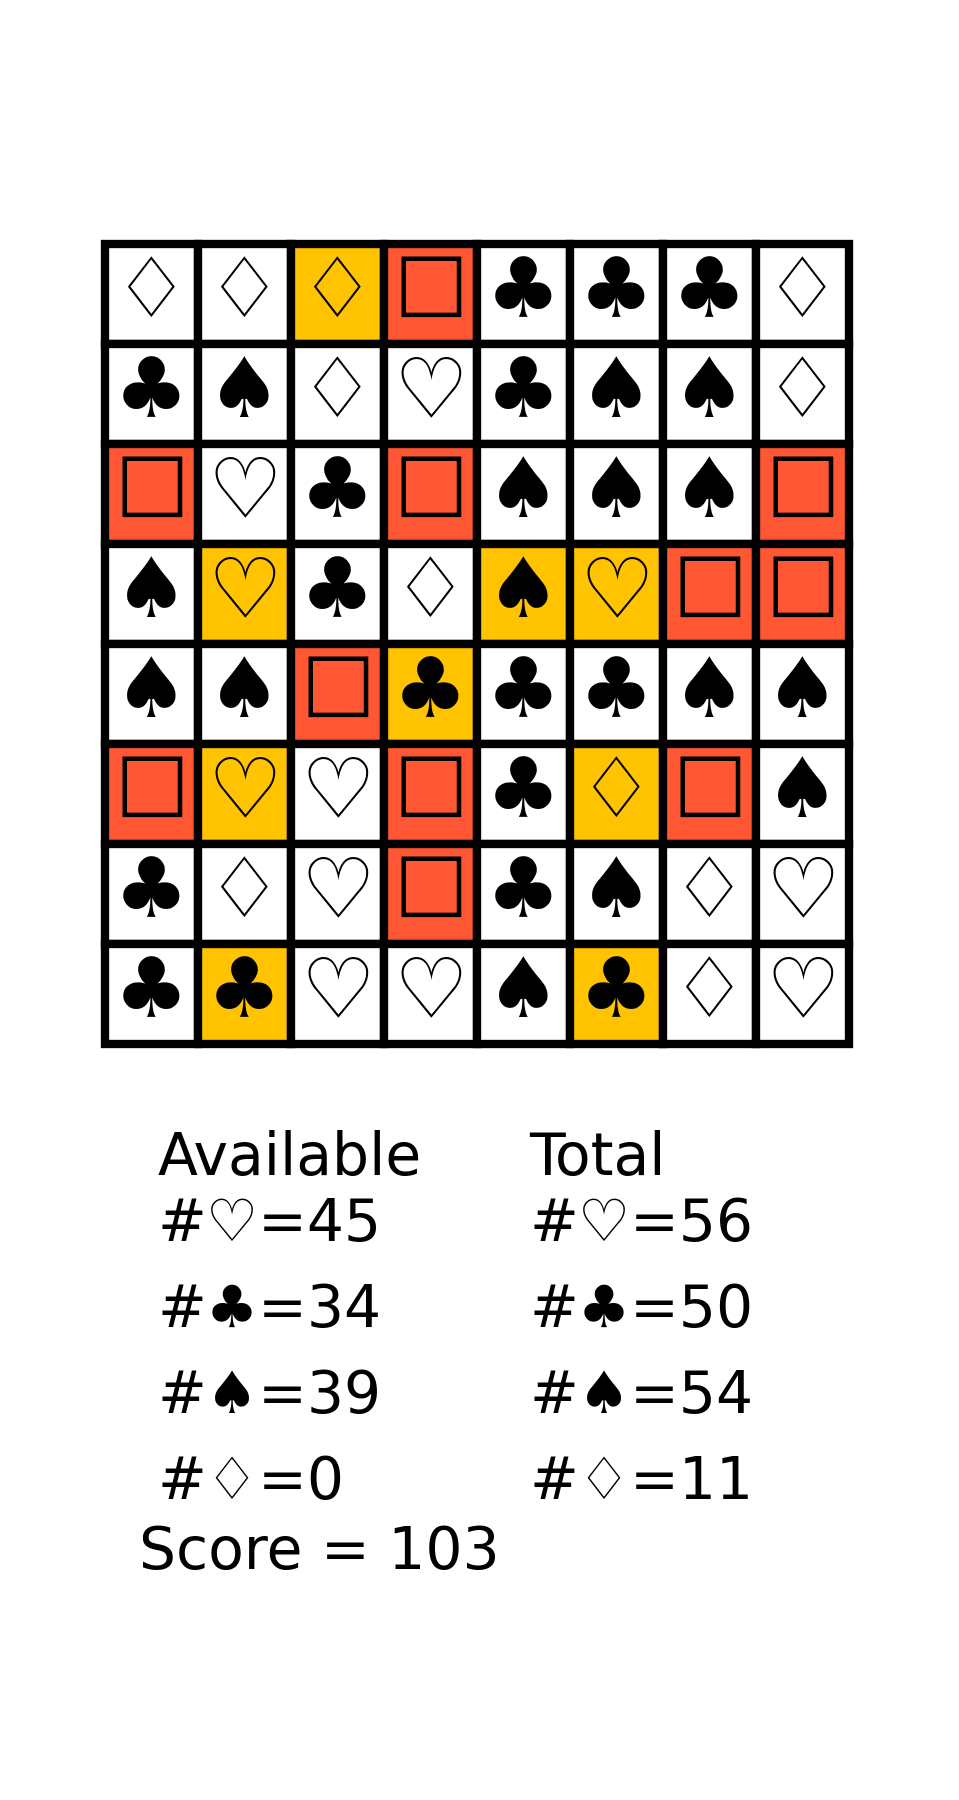 ♢ ♢ ♢ □ ♣ ♣ ♣ ♢
♣ ♠ ♢ ♡ ♣ ♠ ♠ ♢
□ ♡ ♣ □ ♠ ♠ ♠ □
♠ ♡ ♣ ♢ ♠ ♡ □ □
♠ ♠ □ ♣ ♣ ♣ ♠ ♠
□ ♡ ♡ □ ♣ ♢ □ ♠
♣ ♢ ♡ □ ♣ ♠ ♢ ♡
♣ ♣ ♡ ♡ ♠ ♣ ♢ ♡
Available Total
#♡=45 #♡=56
#♣=34 #♣=50
#♠=39 #♠=54
#♢=0 #♢=11
Score = 103